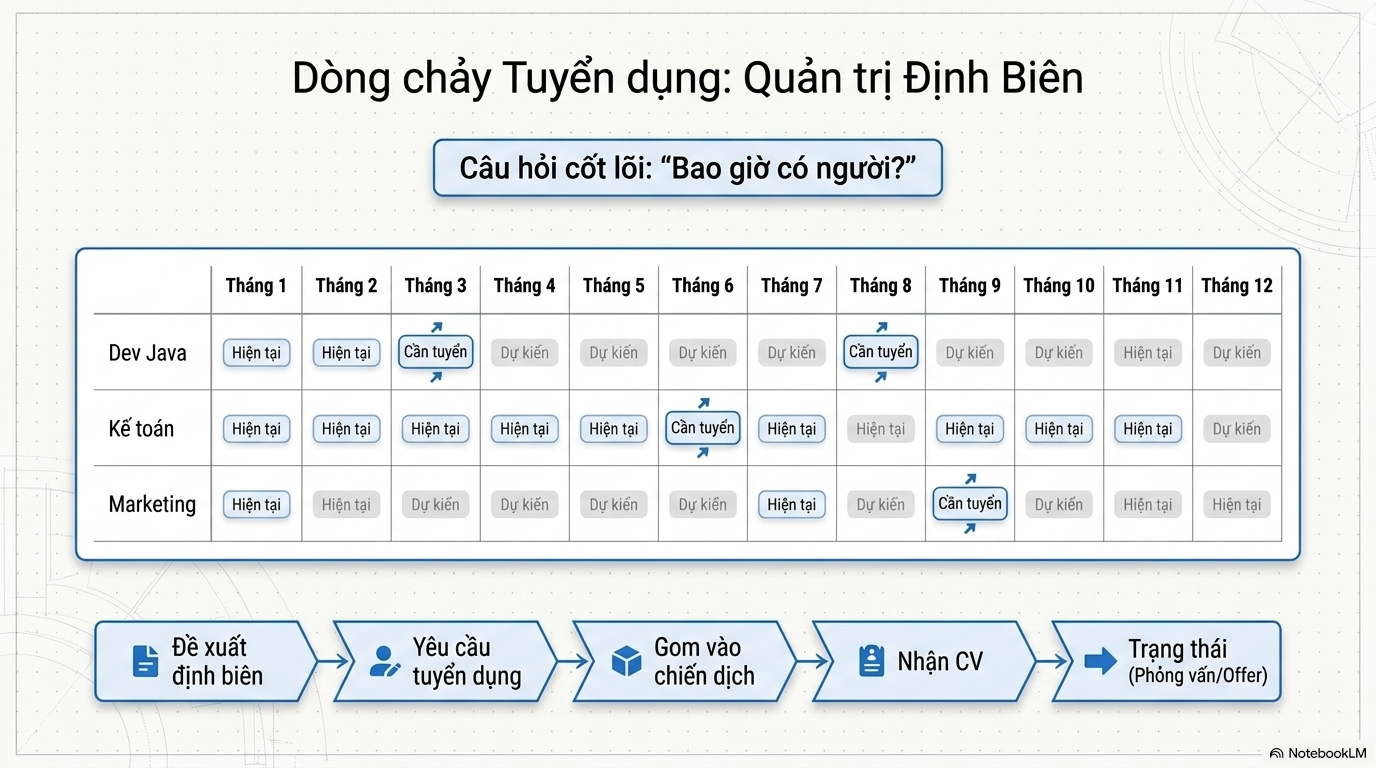 Dòng chảy Tuyển dụng: Quản trị Định Biên
Câu hỏi cốt lõi: “Bao giờ có người?”
Tháng 1 Tháng 2 Tháng 3 Tháng 4 Tháng 5 Tháng 6 Tháng 7 Tháng 8 Tháng 9 Tháng 10 Tháng 11 Tháng 12
Dev Java Hiện tại Hiện tại Cần tuyển Dự kiến Dự kiến Dự kiến Dự kiến Cần tuyển Dự kiến Dự kiến Hiện tại Dự kiến
Kế toán Hiện tại Hiện tại Hiện tại Hiện tại Hiện tại Cần tuyển Hiện tại Hiện tại Hiện tại Hiện tại Hiện tại Dự kiến
Marketing Hiện tại Hiện tại Dự kiến Dự kiến Dự kiến Dự kiến Hiện tại Dự kiến Cần tuyển Dự kiến Hiện tại Hiện tại
Đề xuất
định biên
Yêu cầu
tuyển dụng
Gom vào
chiến dịch
Nhận CV
Trạng thái
(Phỏng vấn/Offer)
NotebookLM